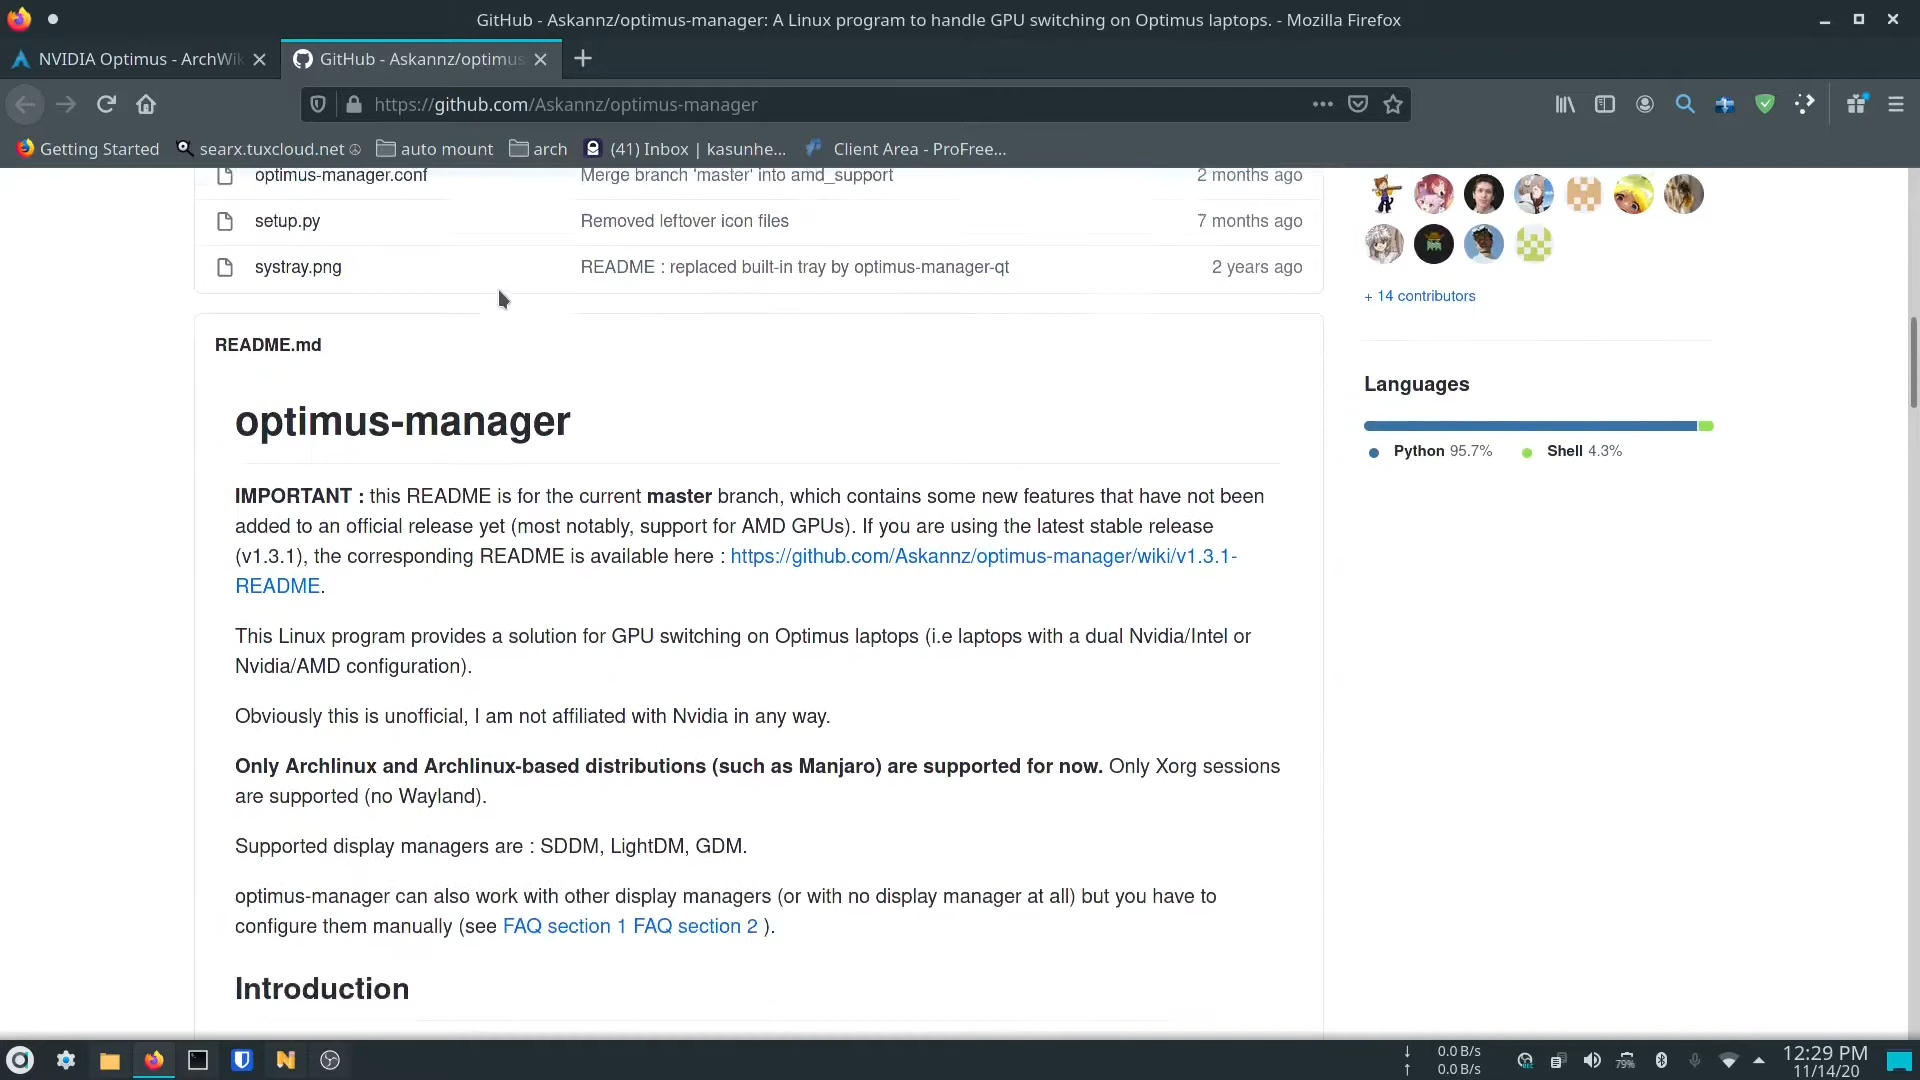 GitHub - Askannz/optimus-manager: A Linux program to handle GPU switching on Optimus laptops. - Mozilla Firefox
NVIDIA Optimus - ArchWik
GitHub - Askannz/optimus
https://github.com/Askannz/optimus-manager
Getting Started
searx.tuxcloud.net
auto mount
arch
(41) Inbox | kasunhe...
Client Area - ProFree...
optimus-manager.conf Merge branch 'master' into amd_support 2 months ago
setup.py Removed leftover icon files 7 months ago
systray.png README : replaced built-in tray by optimus-manager-qt 2 years ago
README.md
optimus-manager
IMPORTANT : this README is for the current master branch, which contains some new features that have not been
added to an official release yet (most notably, support for AMD GPUs). If you are using the latest stable release
(v1.3.1), the corresponding README is available here : https://github.com/Askannz/optimus-manager/wiki/v1.3.1-
README.
This Linux program provides a solution for GPU switching on Optimus laptops (i.e laptops with a dual Nvidia/Intel or
Nvidia/AMD configuration).
Obviously this is unofficial, I am not affiliated with Nvidia in any way.
Only Archlinux and Archlinux-based distributions (such as Manjaro) are supported for now. Only Xorg sessions
are supported (no Wayland).
Supported display managers are : SDDM, LightDM, GDM.
optimus-manager can also work with other display managers (or with no display manager at all) but you have to
configure them manually (see FAQ section 1 FAQ section 2 ).
Introduction
+ 14 contributors
Languages
Python 95.7% Shell 4.3%
0.0 B/s
0.0 B/s
79%
12:29 PM
11/14/20